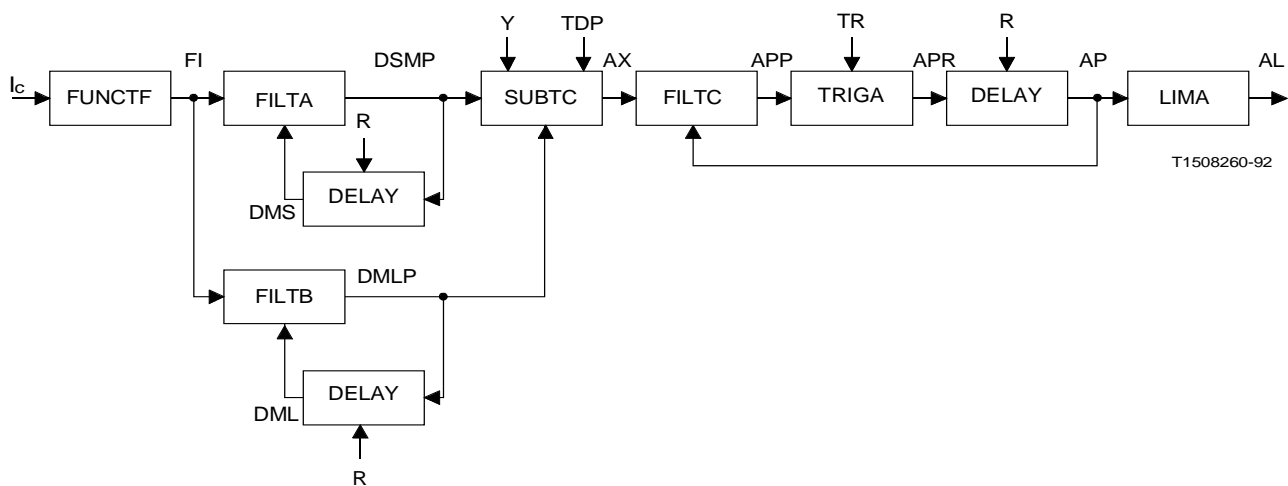 Y TDP TR R
FI DSMP AX APP APR AP AL
Ic
FUNCTF FILTA SUBTC FILTC TRIGA DELAY LIMA
R
T1508260-92
DELAY
DMS
DMLP
FILTB
DELAY
DML
R